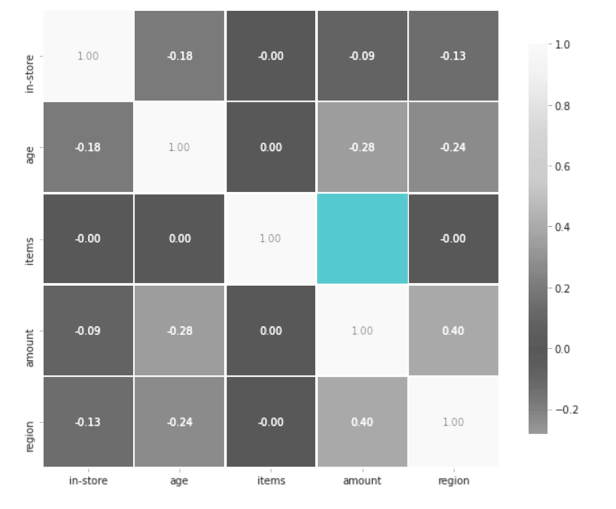 in-store 1.00 -0.18 -0.00 -0.09 -0.13
age -0.18 1.00 0.00 -0.28 -0.24
items -0.00 0.00 1.00 -0.00
amount -0.09 -0.28 0.00 1.00 0.40
region -0.13 -0.24 -0.00 0.40 1.00
in-store age items amount region
1.0
0.8
0.6
0.4
0.2
0.0
−0.2